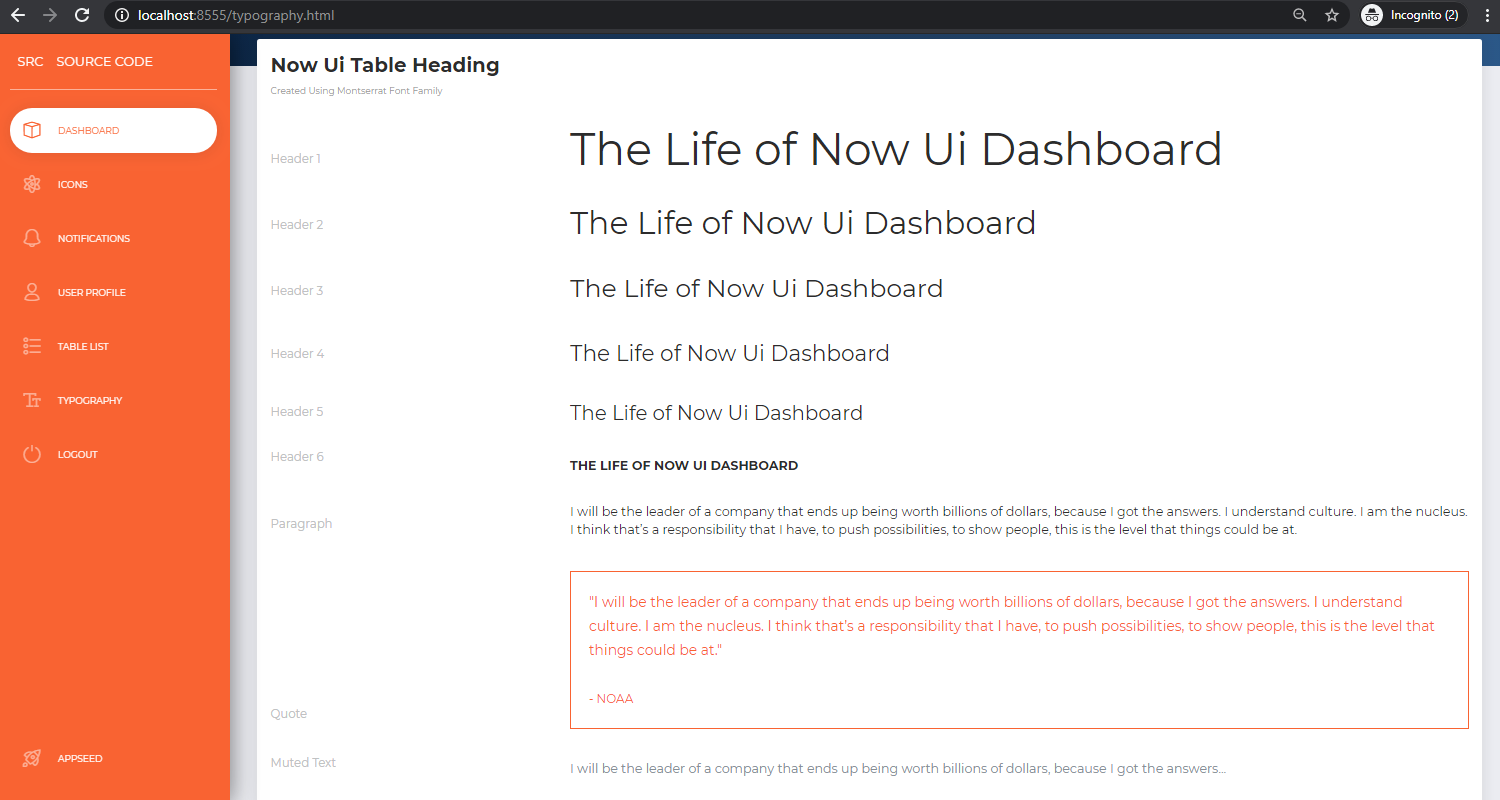 localhost:8555/typography.html
Incognito (2)
SRC SOURCE CODE
DASHBOARD
ICONS
NOTIFICATIONS
USER PROFILE
TABLE LIST
TYPOGRAPHY
LOGOUT
APPSEED
Now Ui Table Heading
Created Using Montserrat Font Family
Header 1
The Life of Now Ui Dashboard
Header 2
The Life of Now Ui Dashboard
Header 3
The Life of Now Ui Dashboard
Header 4
The Life of Now Ui Dashboard
Header 5
The Life of Now Ui Dashboard
Header 6
THE LIFE OF NOW UI DASHBOARD
Paragraph
I will be the leader of a company that ends up being worth billions of dollars, because I got the answers. I understand culture. I am the nucleus.
I think that's a responsibility that I have, to push possibilities, to show people, this is the level that things could be at.
Quote
"I will be the leader of a company that ends up being worth billions of dollars, because I got the answers. I understand
culture. I am the nucleus. I think that's a responsibility that I have, to push possibilities, to show people, this is the level that
things could be at."
- NOAA
Muted Text
I will be the leader of a company that ends up being worth billions of dollars, because I got the answers...